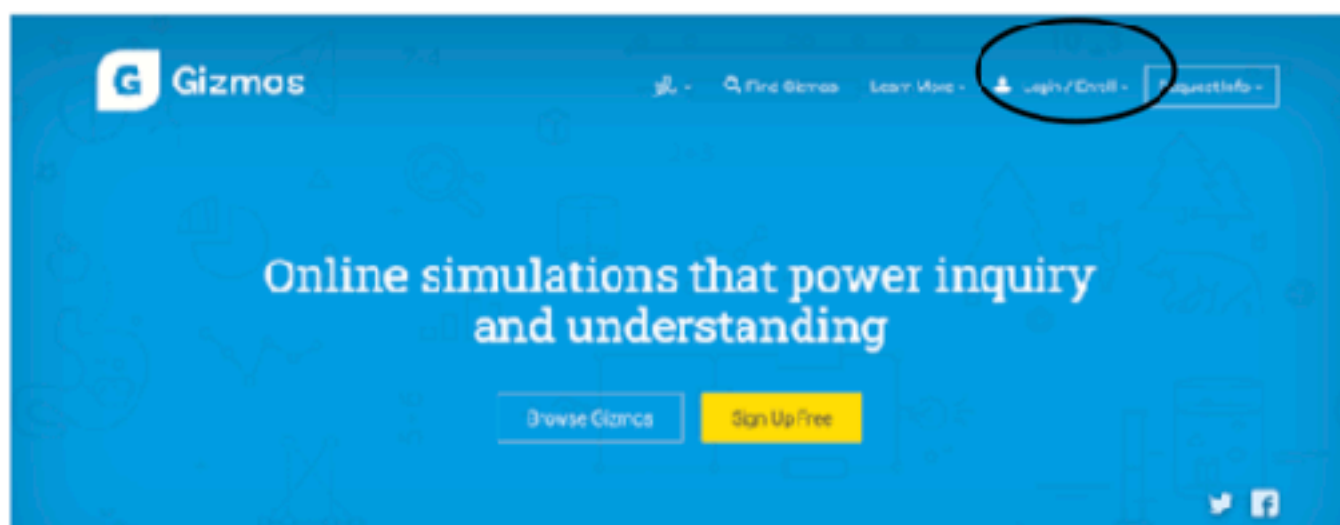 G Gizmos
Find Gizmos Learn More Login / Enroll Request Info
Online simulations that power inquiry
and understanding
Browse Gizmos Sign Up Free